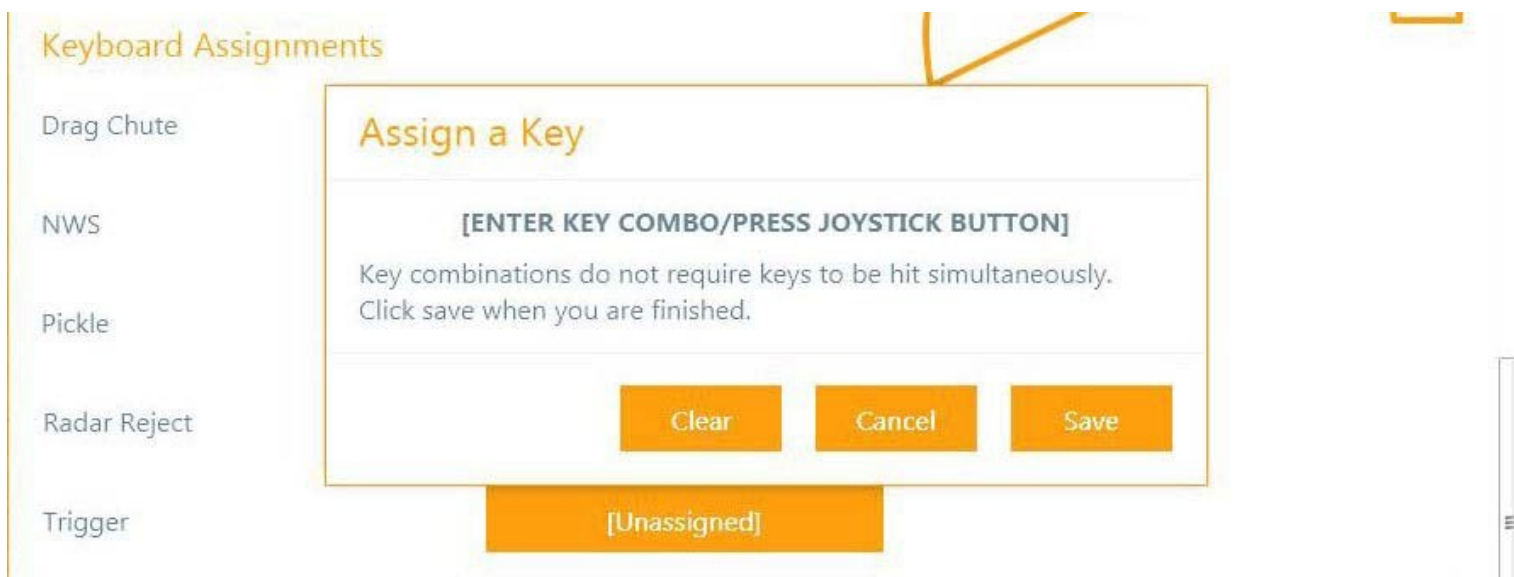 Keyboard Assignments
Drag Chute
Assign a Key
NWS
[ENTER KEY COMBO/PRESS JOYSTICK BUTTON]
Key combinations do not require keys to be hit simultaneously.
Click save when you are finished.
Pickle
Radar Reject
Clear Cancel Save
Trigger
[Unassigned]